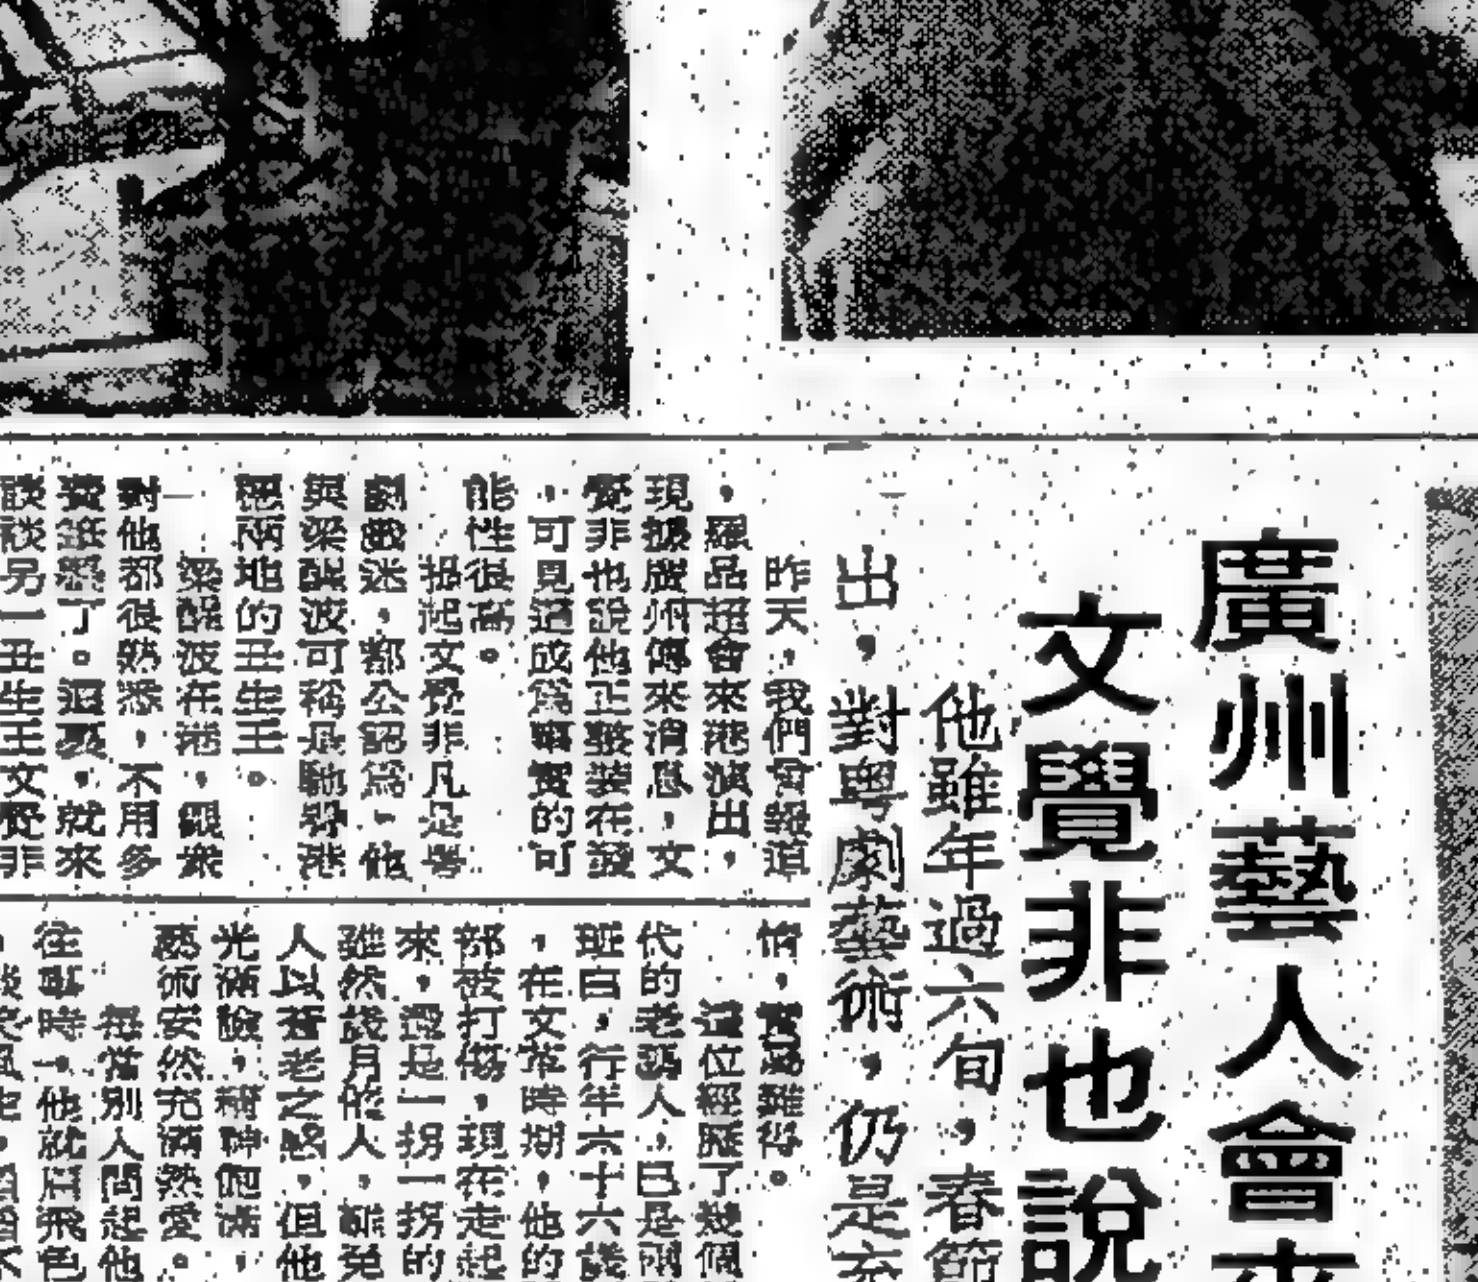 廣州藝人會來
文覺非也說
他雖年過六旬，春節
出，對粵劇藝術，仍是充
昨天，我們曾報道
，羅品超會來港演出，
現據廣州傳來消息，文
覺非也說他正整裝在發
，可見這成為事實的可
能性很高。
提起文覺非凡是粵
劇戲迷，都公認為，他
與梁醒波可稱是馳譽港
穗兩地的丑生王。
梁醒波在港，觀眾
對他都很熟悉，不用多
費紙墨了。這裏，就來
談談另一丑生王文覺非
情，實為難得。
這位經歷了幾個
代的老藝人，已是兩
班白，行年六十六歲
，在文革時期，他的
部被打傷，現在走起
來，還是一拐一拐的
雖然歲月催人，難免
人以蒼老之感，但他
光滿臉，精神飽滿，
藝術安然充滿熱愛。
每當別人問起他
往事時，他就眉飛色